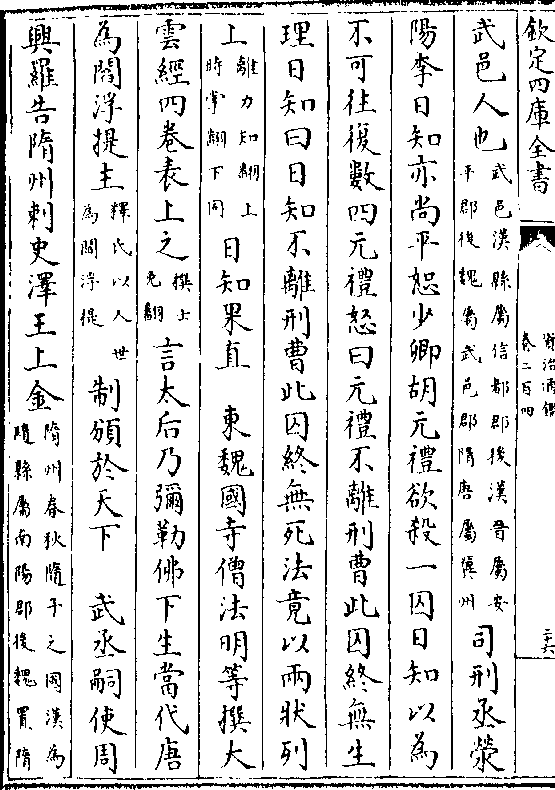 欽定四庫全書
資治通鑑
卷二百四
二六
武邑人也武邑漢縣屬信都郡後漢晉屬安平郡後魏屬武邑郡隋唐屬冀州司刑丞滎
陽李日知亦尚平恕少卿胡元禮欲殺一囚日知以為
不可往復數四元禮怒曰元禮不離刑曹此囚終無生
理日知曰日知不離刑曹此囚終無死法竟以兩狀列
上離力知翻上時掌翻下同日知果直 東魏國寺僧法明等撰大
雲經四卷表上之撰士免翻言太后乃彌勒佛下生當代唐
為閻浮提主釋氏以人世為閻浮提制頒於天下 武丞嗣使周
興羅告隋州刺史澤王上金隋州春秋隨子之國漢為隨縣屬南陽郡後魏置隋